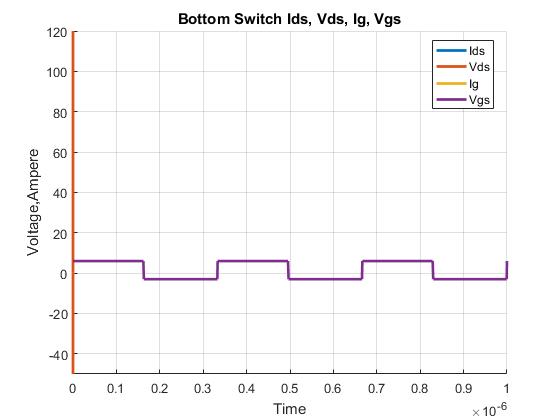 Bottom Switch Ids, Vds, Ig, Vgs
120
100
80
60
40
20
0
-20
-40
Voltage,Ampere
Ids
Vds
Ig
Vgs
0 0.1 0.2 0.3 0.4 0.5 0.6 0.7 0.8 0.9 1
Time
×10-6